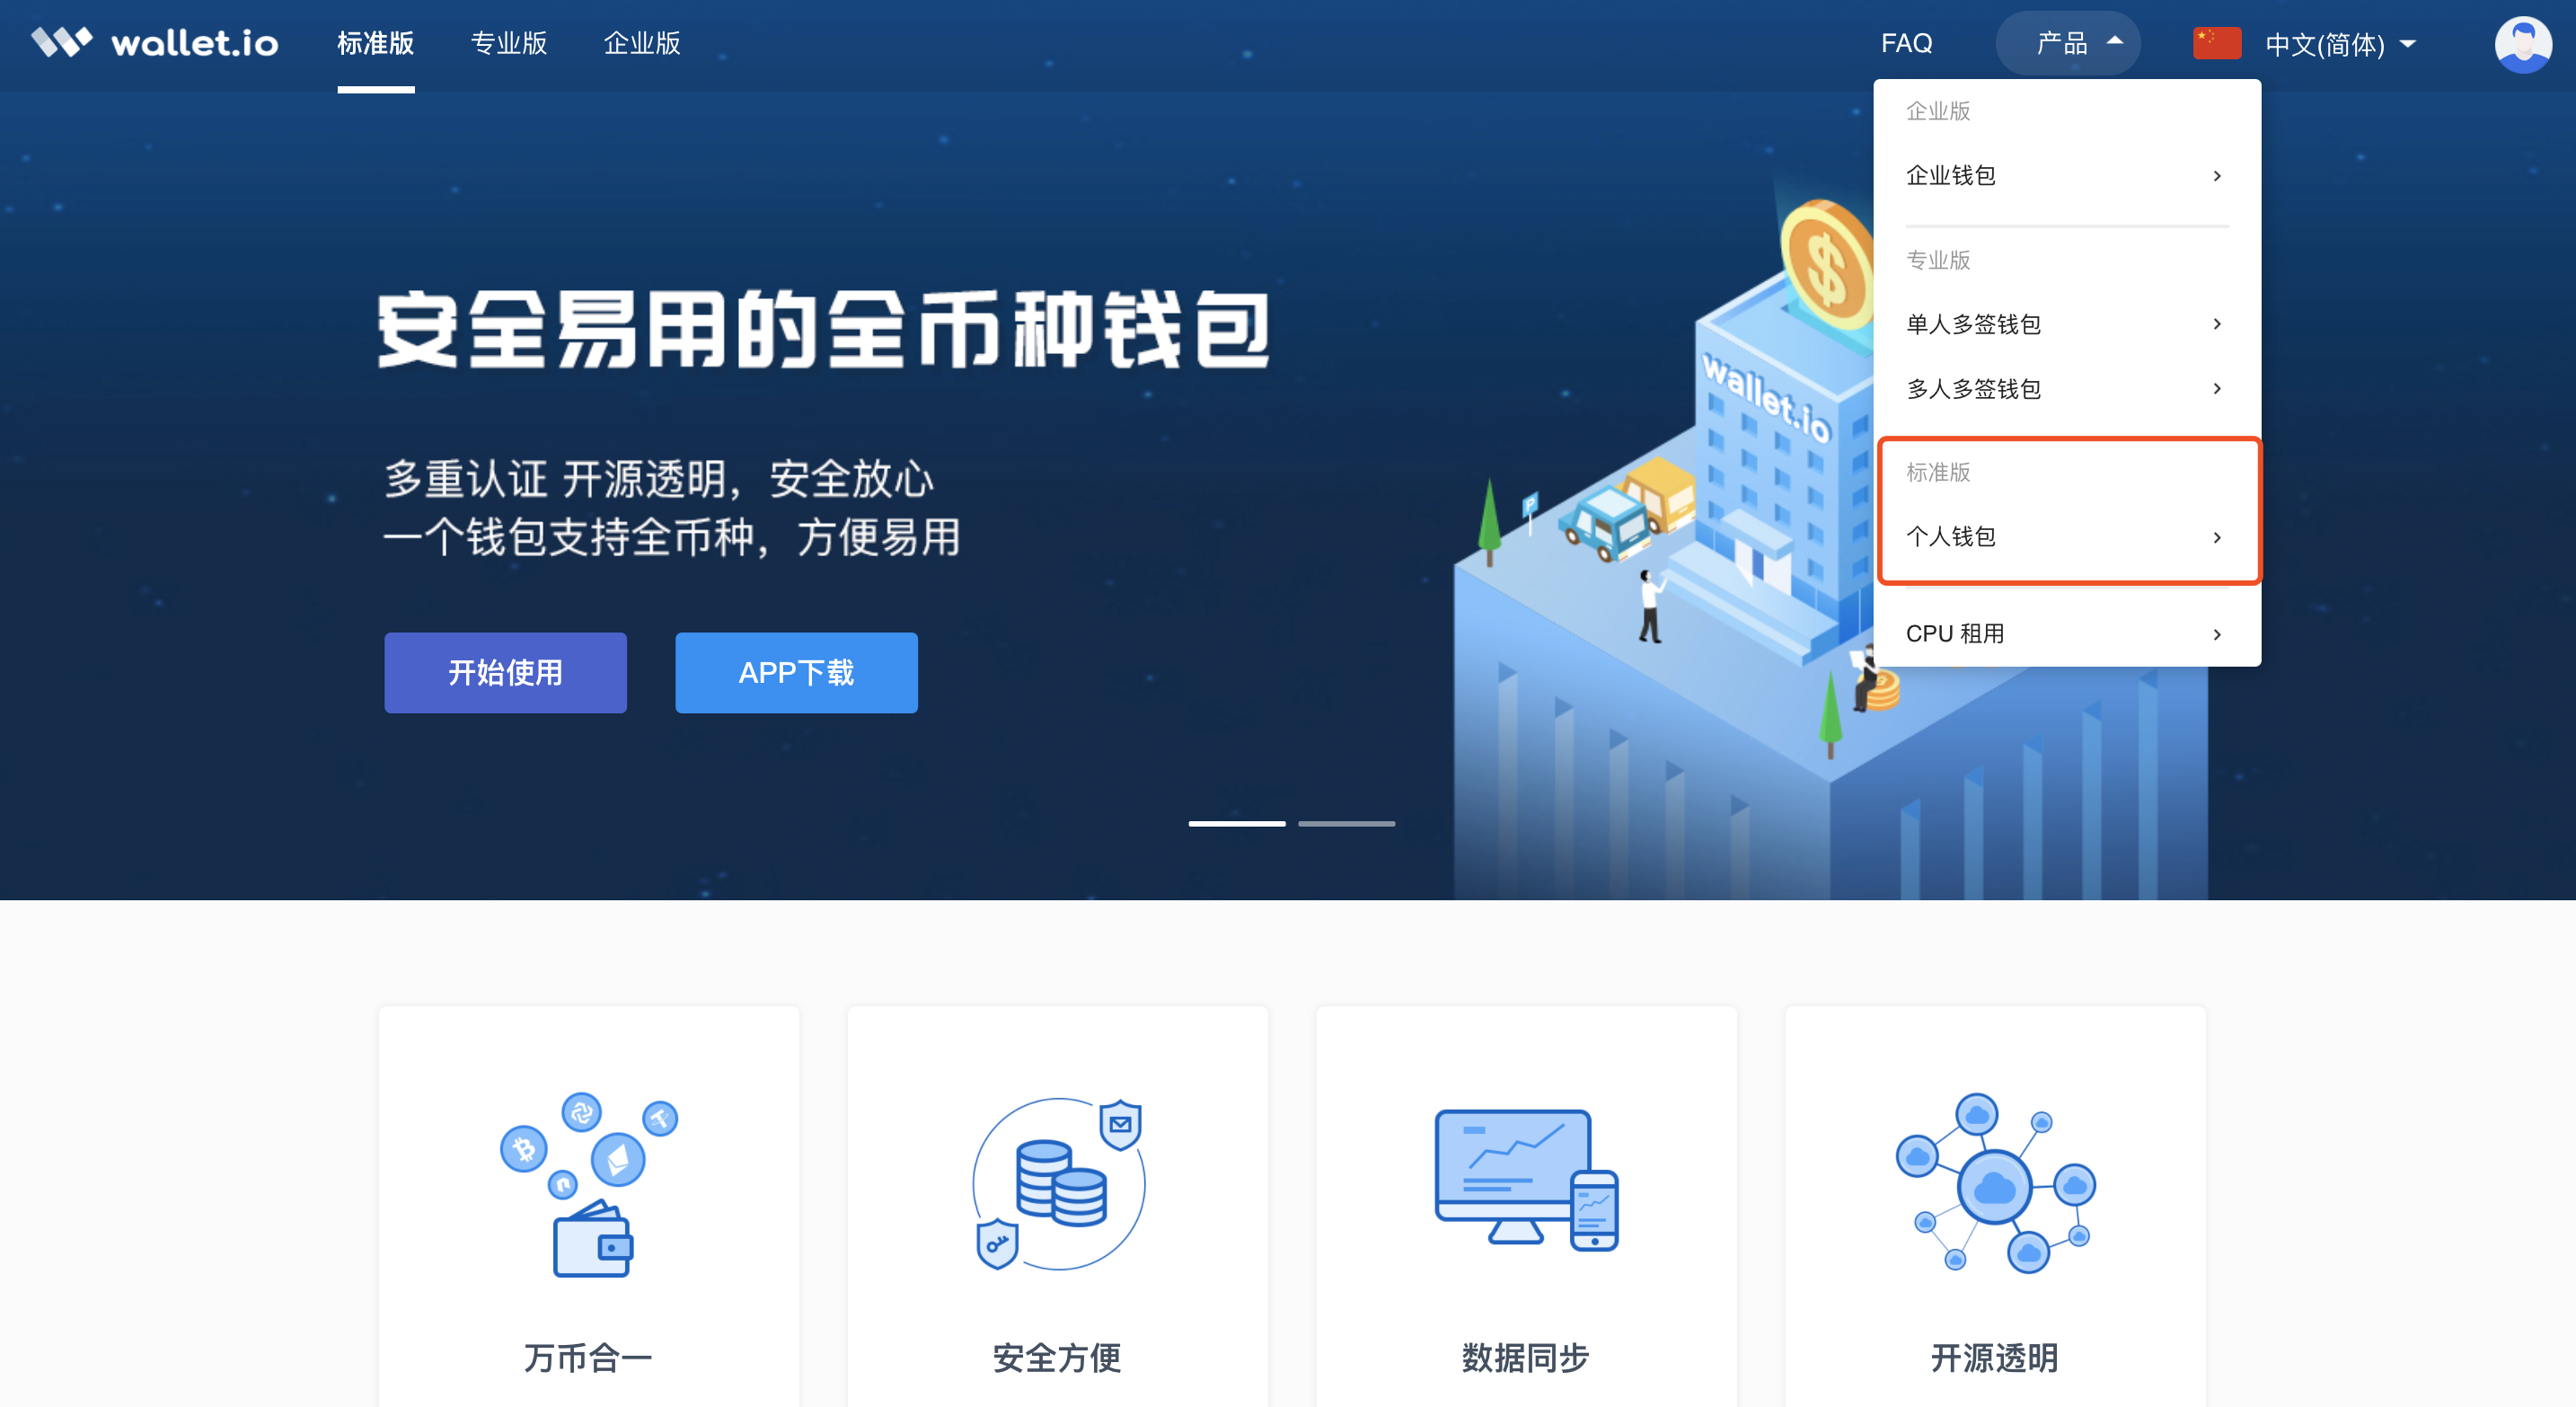 wallet.io
标准版
专业版
企业版
FAQ
产品
中文(简体)
企业版
企业钱包
专业版
单人多签钱包
多人多签钱包
标准版
个人钱包
CPU 租用
安全易用的全币种钱包
多重认证 开源透明，安全放心
一个钱包支持全币种，方便易用
开始使用
APP下载
wallet.io
P
万币合一
安全方便
数据同步
开源透明